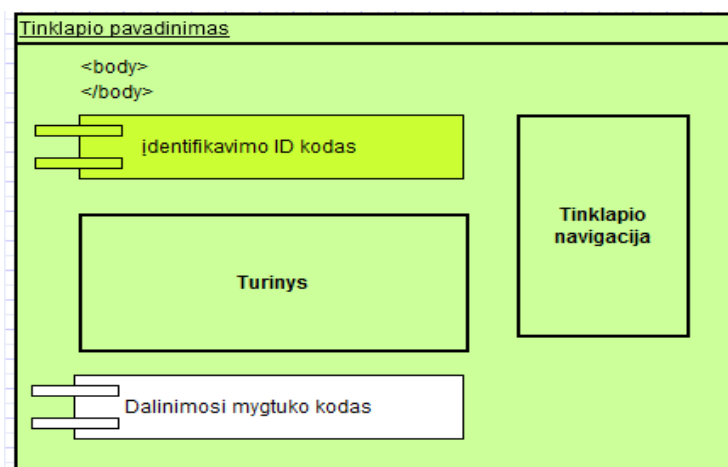 Tinklapio pavadinimas
<body>
</body>
įdentifikavimo ID kodas
Tinklapio
navigacija
Turinys
Dalinimosi mygtuko kodas